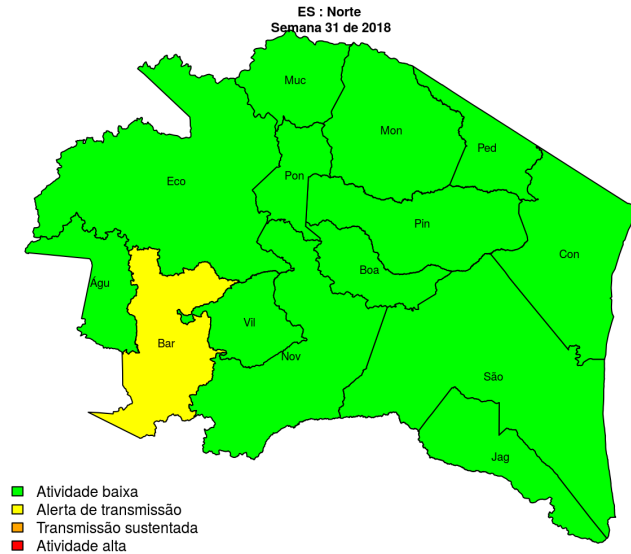 ES : Norte
Semana 31 de 2018
Muc
Mon
Ped
Eco
Pon
Pin
Con
Boa
Águ
Vil
Bar
Nov
São
Jag
Atividade baixa
Alerta de transmissão
Transmissão sustentada
Atividade alta